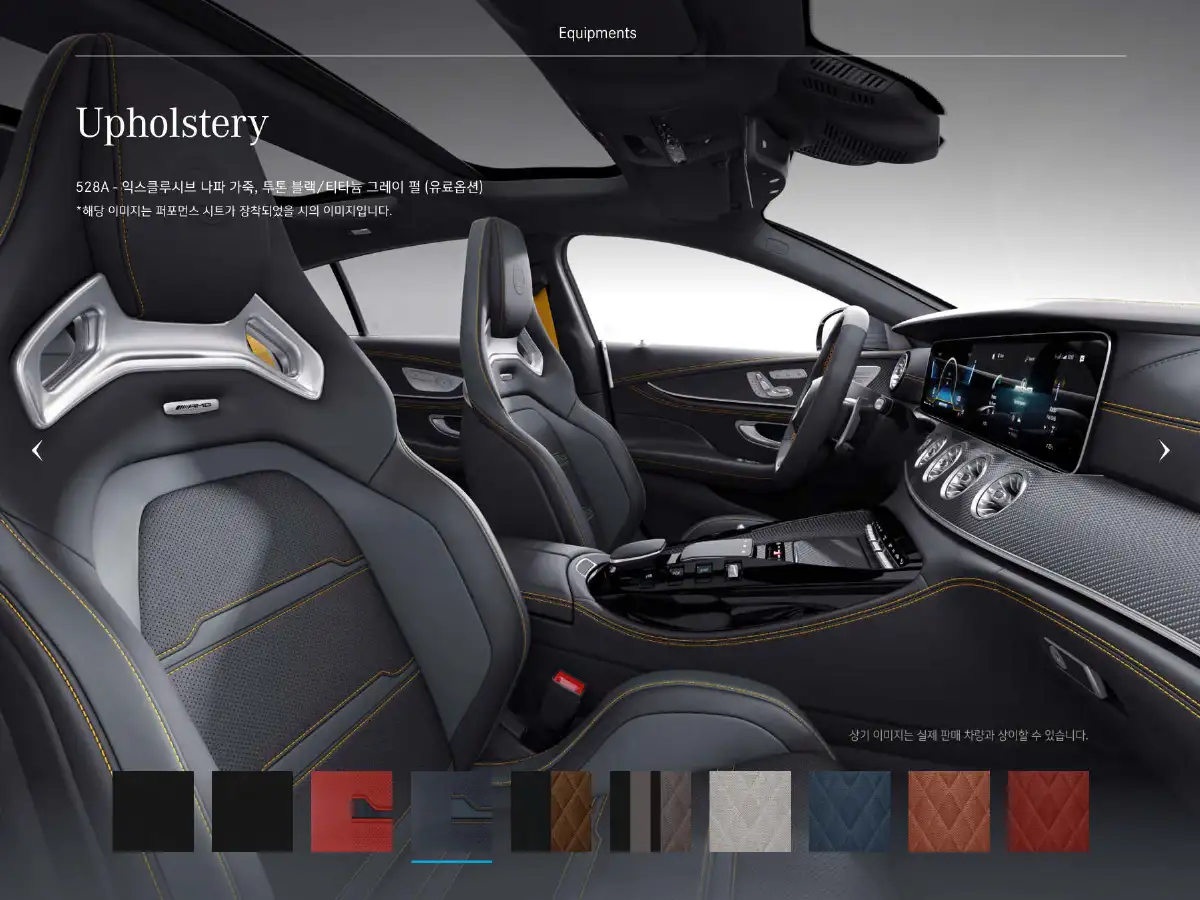 Equipments
Upholstery
528A - 익스클루시브 나파 가죽, 투톤 블랙/티타늄 그레이 펄 (유료옵션)
*해당 이미지는 퍼포먼스 시트가 장착되었을 시의 이미지입니다.
AMG
상기 이미지는 실제 판매 차량과 상이할 수 있습니다.